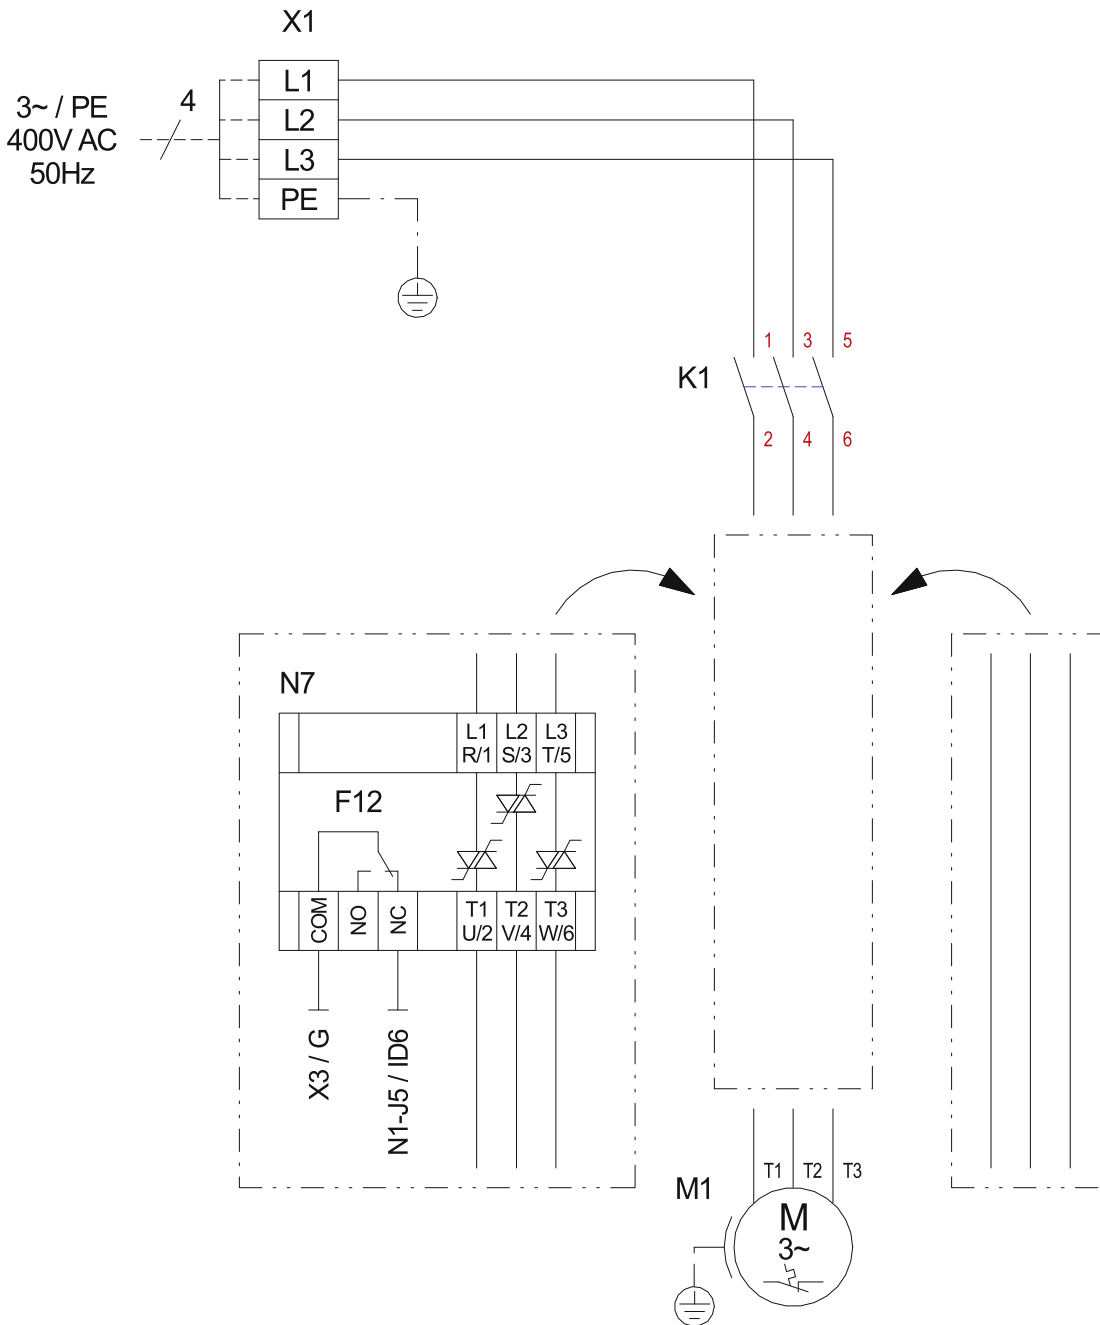 X1
3~ / PE
400V AC
50Hz
4
L1
L2
L3
PE
K1
1 3 5
2 4 6
N7
L1 L2 L3
R/1 S/3 T/5
F12
COM NO NC
T1 T2 T3
U/2 V/4 W/6
X3 / G
N1-J5 / ID6
M1
T1 T2 T3
M
3~